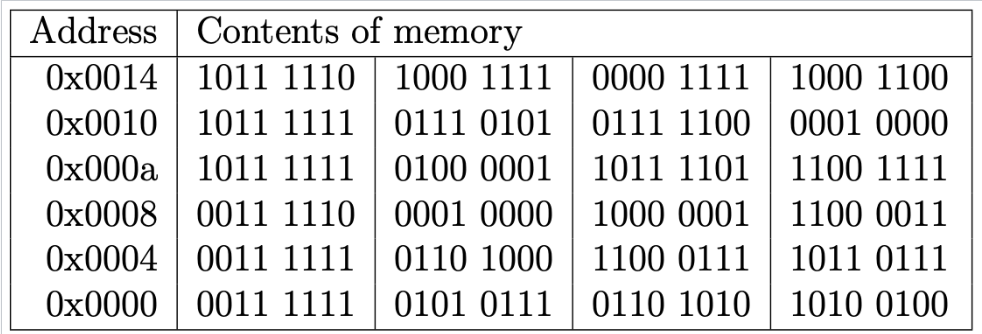 Address Contents of memory
0x0014 1011 1110 1000 1111 0000 1111 1000 1100
0x0010 1011 1111 0111 0101 0111 1100 0001 0000
0x000a 1011 1111 0100 0001 1011 1101 1100 1111
0x0008 0011 1110 0001 0000 1000 0001 1100 0011
0x0004 0011 1111 0110 1000 1100 0111 1011 0111
0x0000 0011 1111 0101 0111 0110 1010 1010 0100